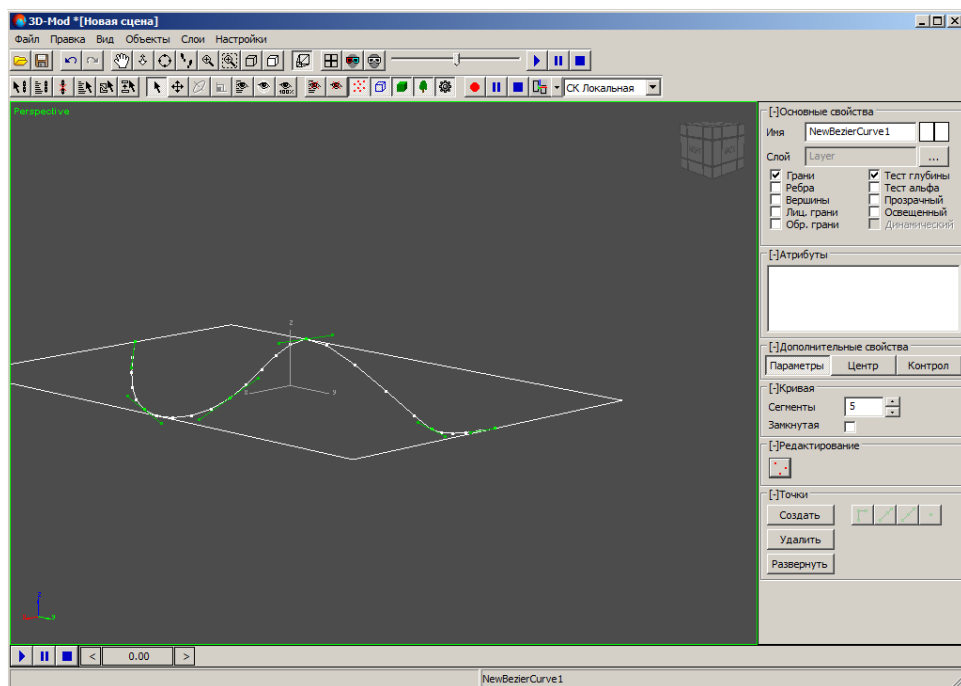 3D-Mod *[Новая сцена]
Файл Правка Вид Объекты Слои Настройки
100%
СК Локальная
Perspective
z
x
y
z
y
[-]Основные свойства
Имя NewBezierCurve1
Слой Layer ...
Грани Тест глубины
Ребра Тест альфа
Вершины Прозрачный
Лиц. грани Освещенный
Обр. грани Динамический
[-]Атрибуты
[-]Дополнительные свойства
Параметры Центр Контрол
[-]Кривая
Сегменты 5
Замкнутая
[-]Редактирование
[-]Точки
Создать
Удалить
Развернуть
< 0.00 >
NewBezierCurve1